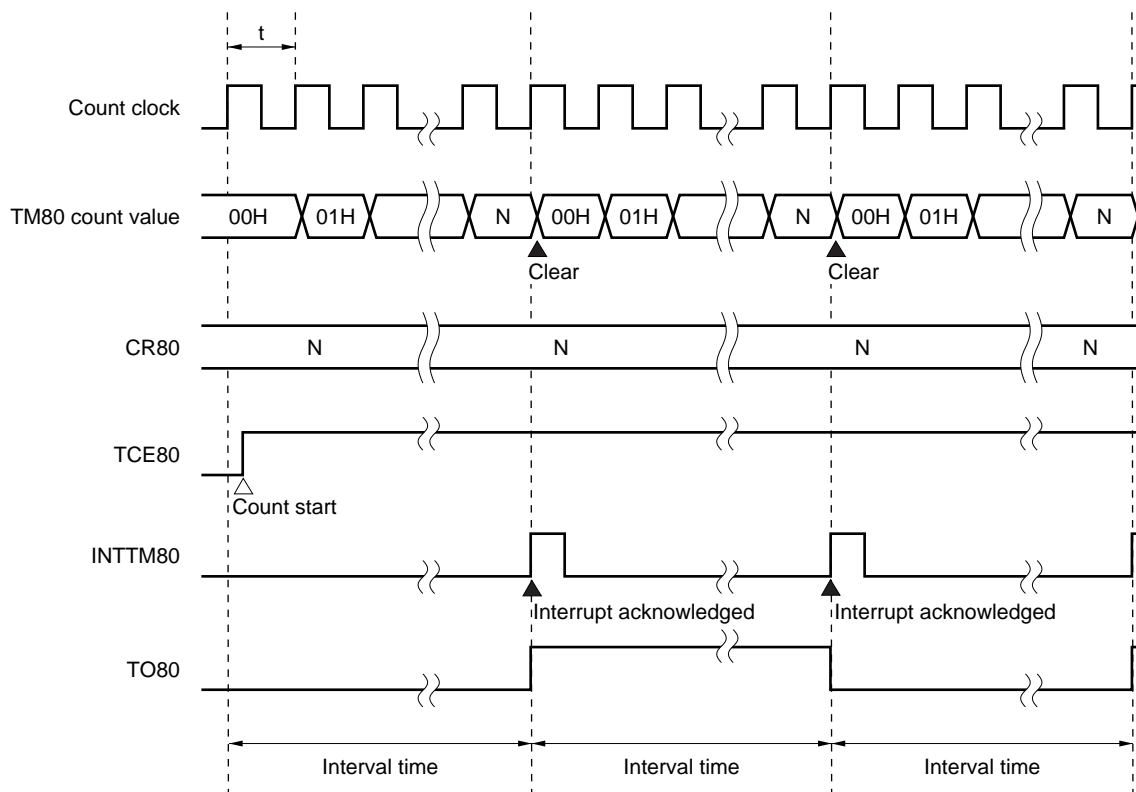 t
Count clock
TM80 count value 00H 01H N 00H 01H N 00H 01H N
Clear Clear
CR80 N N N N
TCE80
Count start
INTTM80
Interrupt acknowledged Interrupt acknowledged
TO80
Interval time Interval time Interval time